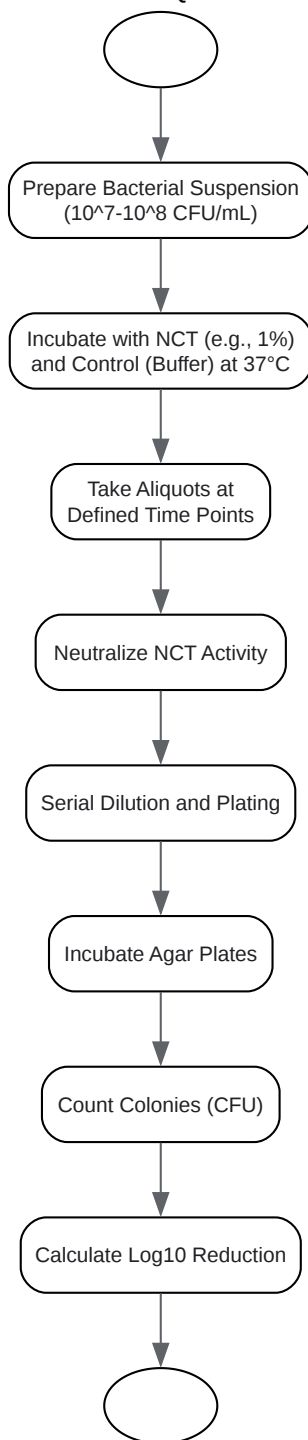 Prepare Bacterial Suspension
(10^7-10^8 CFU/mL)
Incubate with NCT (e.g., 1%)
and Control (Buffer) at 37°C
Take Aliquots at
Defined Time Points
Neutralize NCT Activity
Serial Dilution and Plating
Incubate Agar Plates
Count Colonies (CFU)
Calculate Log10 Reduction